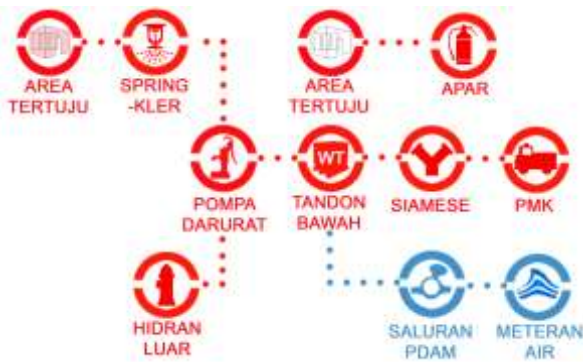 AREA
TERTUJU
SPRING
-KLER
AREA
TERTUJU
APAR
POMPA
DARURAT
WT
TANDON
BAWAH
SIAMESE
PMK
HIDRAN
LUAR
SALURAN
PDAM
METERAN
AIR